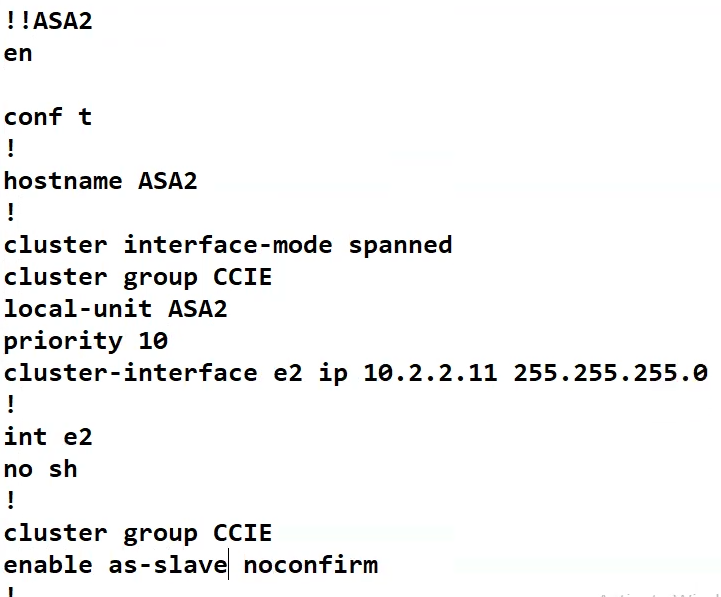 !!ASA2
en
conf t
!
hostname ASA2
!
cluster interface-mode spanned
cluster group CCIE
local-unit ASA2
priority 10
cluster-interface e2 ip 10.2.2.11 255.255.255.0
!
int e2
no sh
!
cluster group CCIE
enable as-slave noconfirm
!